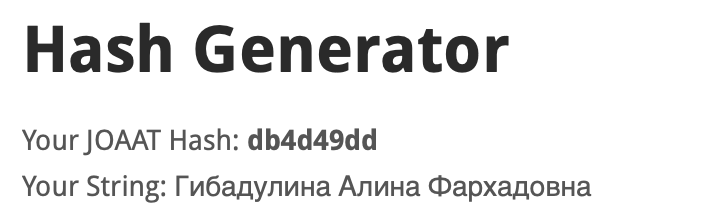 Hash Generator
Your JOAAT Hash: db4d49dd
Your String: Гибадулина Алина Фархадовна